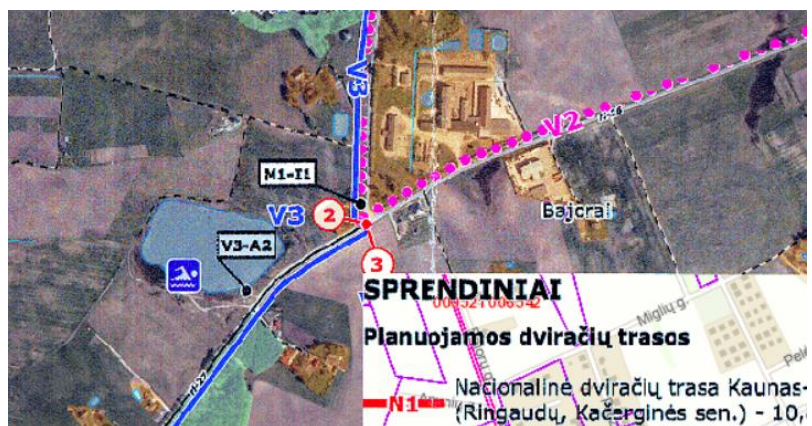 V3
V2
M1-I1
V3
2
V3-A2
Bajorai
3
SPRENDINIAI
Miglių g.
Planuojamos dviračių trasos
Nacionalinė dviračių trasa Kaunas-
N1
(Ringaudų, Kačerginės sen.) - 10,